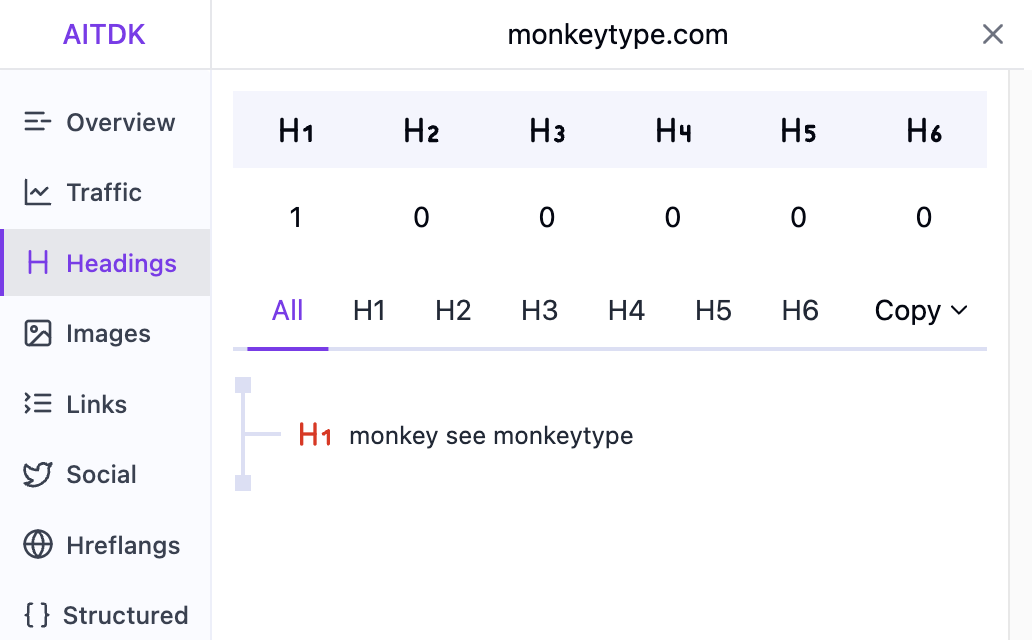 AITDK
monkeytype.com
Overview
Traffic
Headings
Images
Links
Social
Hreflangs
Structured
H1 H2 H3 H4 H5 H6
1 0 0 0 0 0
All H1 H2 H3 H4 H5 H6 Copy
H1 monkey see monkeytype